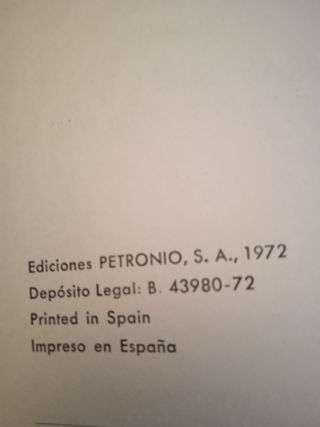 Ediciones PETRONIO, S. A., 1972
Depósito Legal: B. 43980-72
Printed in Spain
Impreso en España